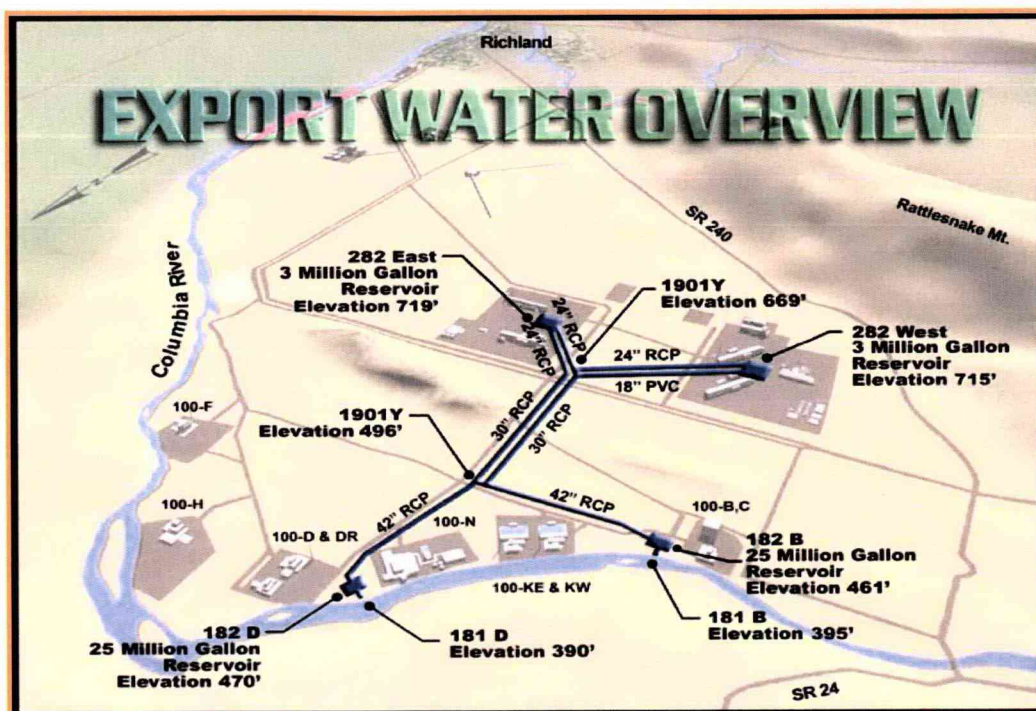 Richland
EXPORT WATER OVERVIEW
Columbia River
SR 240
Rattlesnake Mt.
282 East
3 Million Gallon
Reservoir
Elevation 719'
24" RCP
24" RCP
1901Y
Elevation 669'
24" RCP
18" PVC
282 West
3 Million Gallon
Reservoir
Elevation 715'
1901Y
Elevation 496'
30" RCP
30" RCP
100-F
100-H
100-D & DR
42" RCP
100-N
42" RCP
100-B,C
100-KE & KW
182 B
25 Million Gallon
Reservoir
Elevation 461'
182 D
25 Million Gallon
Reservoir
Elevation 470'
181 D
Elevation 390'
181 B
Elevation 395'
SR 24